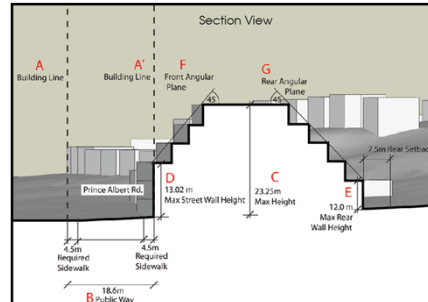 Section View
A
Building Line
A'
Building Line
F
Front Angular
Plane
G
Rear Angular
Plane
45
45
7.5m Rear Setback
Prince Albert Rd.
D
13.02 m
Max Street Wall Height
C
23.25m
Max Height
E
12.0 m
Max Rear
Wall Height
4.5m
Required
Sidewalk
4.5m
Required
Sidewalk
18.6m
B Public Way